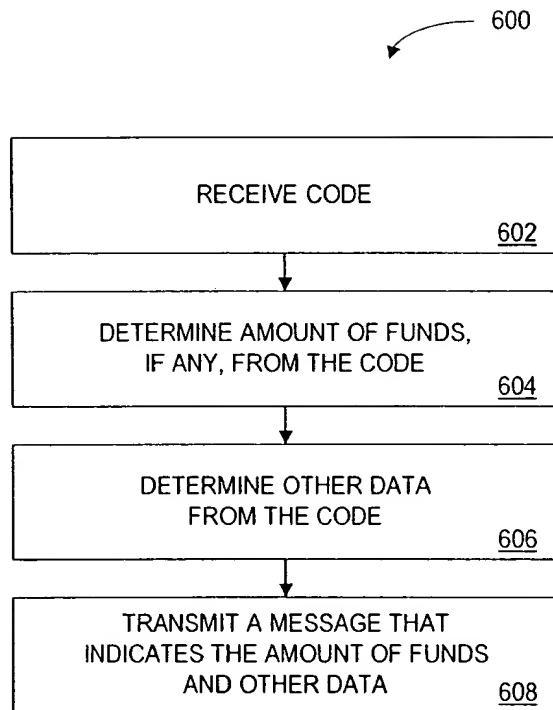 600
RECEIVE CODE
602
DETERMINE AMOUNT OF FUNDS,
IF ANY, FROM THE CODE
604
DETERMINE OTHER DATA
FROM THE CODE
606
TRANSMIT A MESSAGE THAT
INDICATES THE AMOUNT OF FUNDS
AND OTHER DATA
608